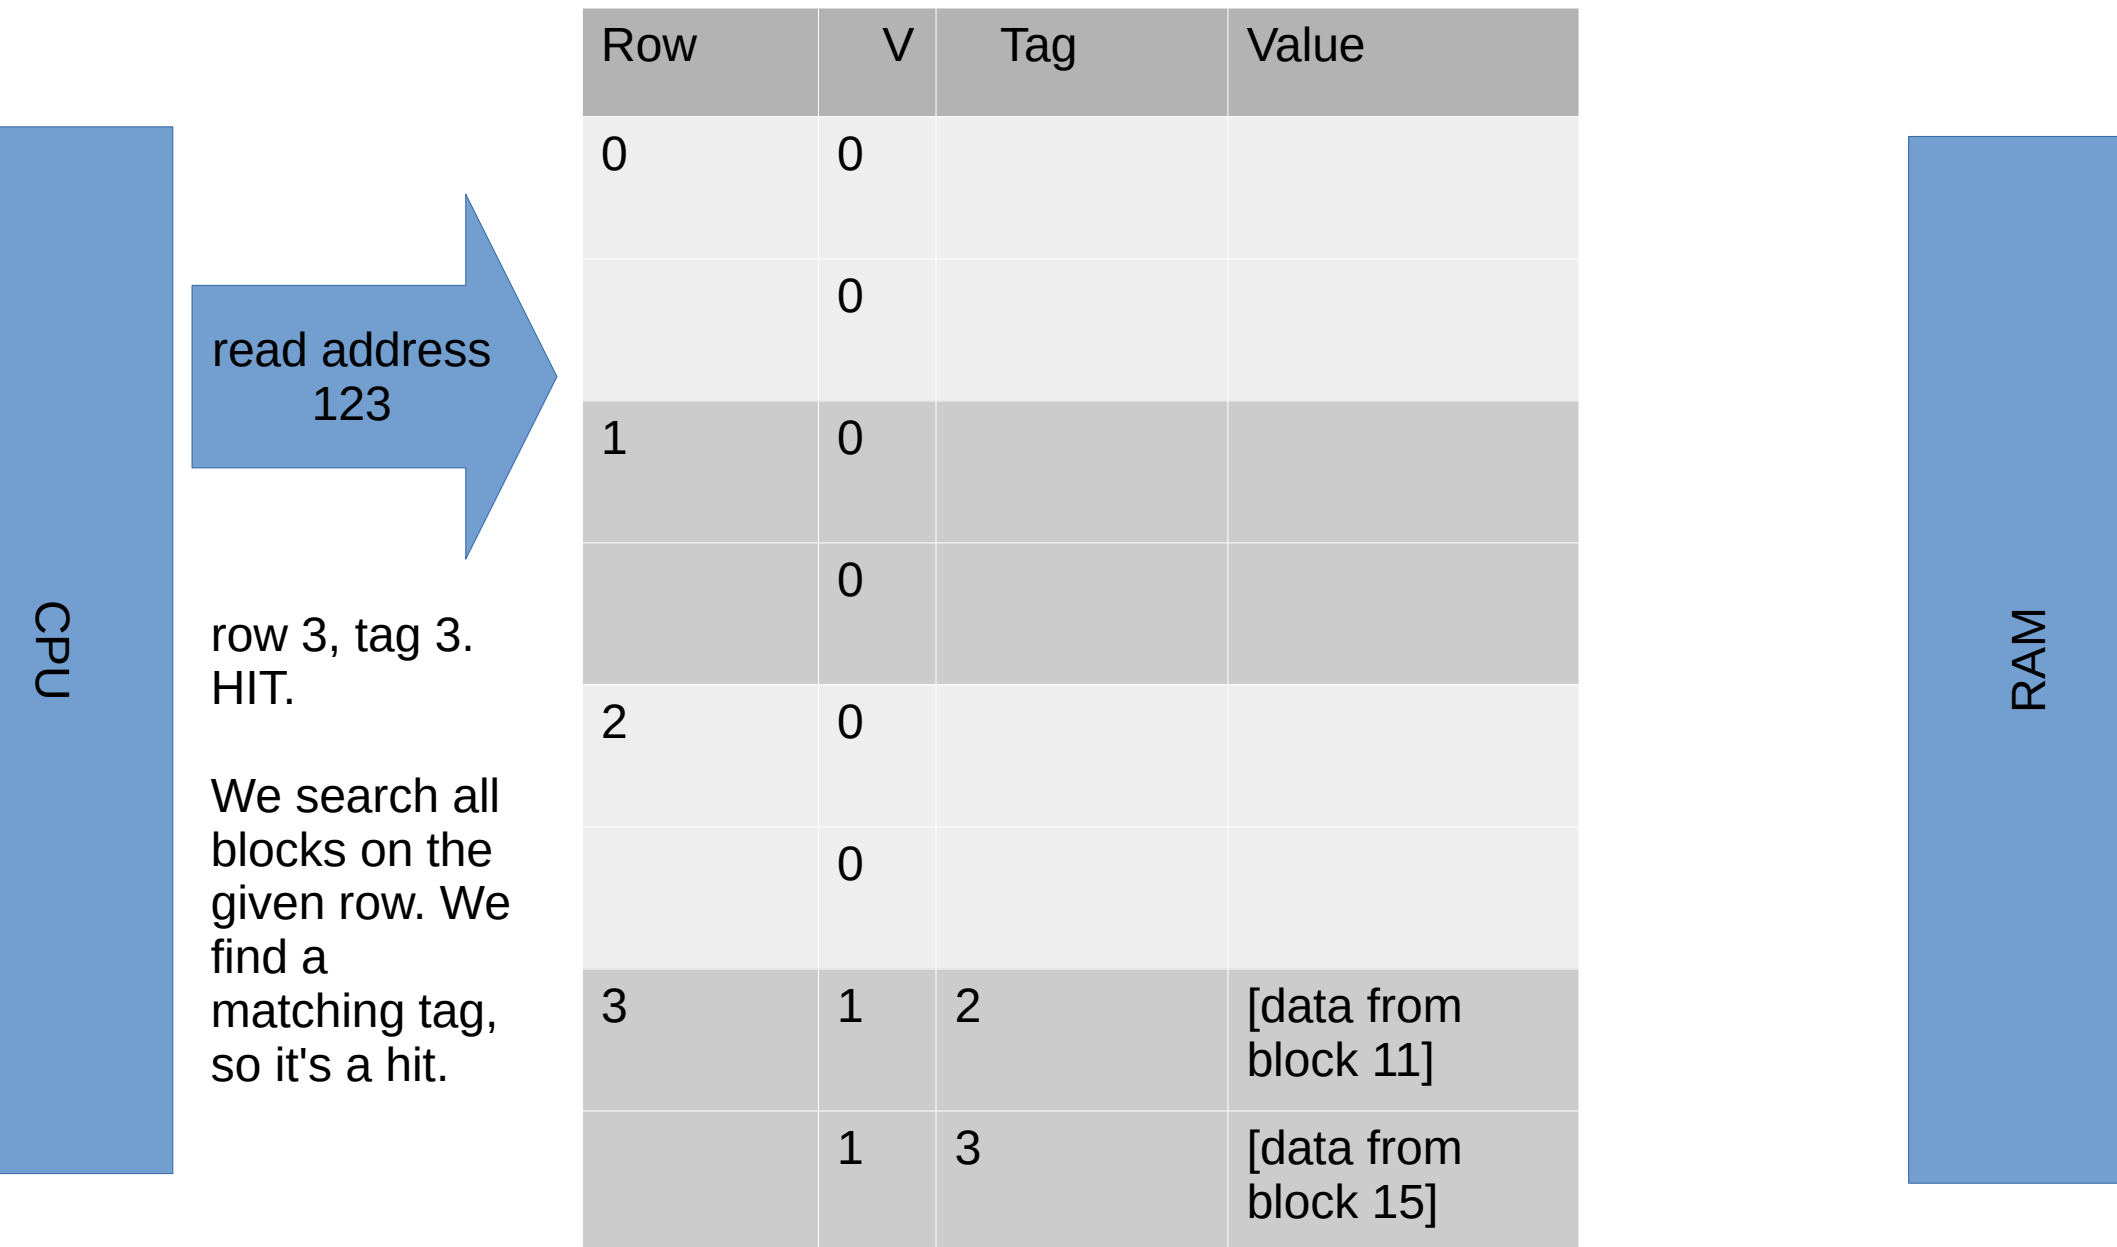 Row V Tag Value
0 0
0
1 0
0
2 0
0
3 1 2 [data from
block 11]
1 3 [data from
block 15]
CPU
read address
123
row 3, tag 3.
HIT.
We search all
blocks on the
given row. We
find a
matching tag,
so it's a hit.
RAM